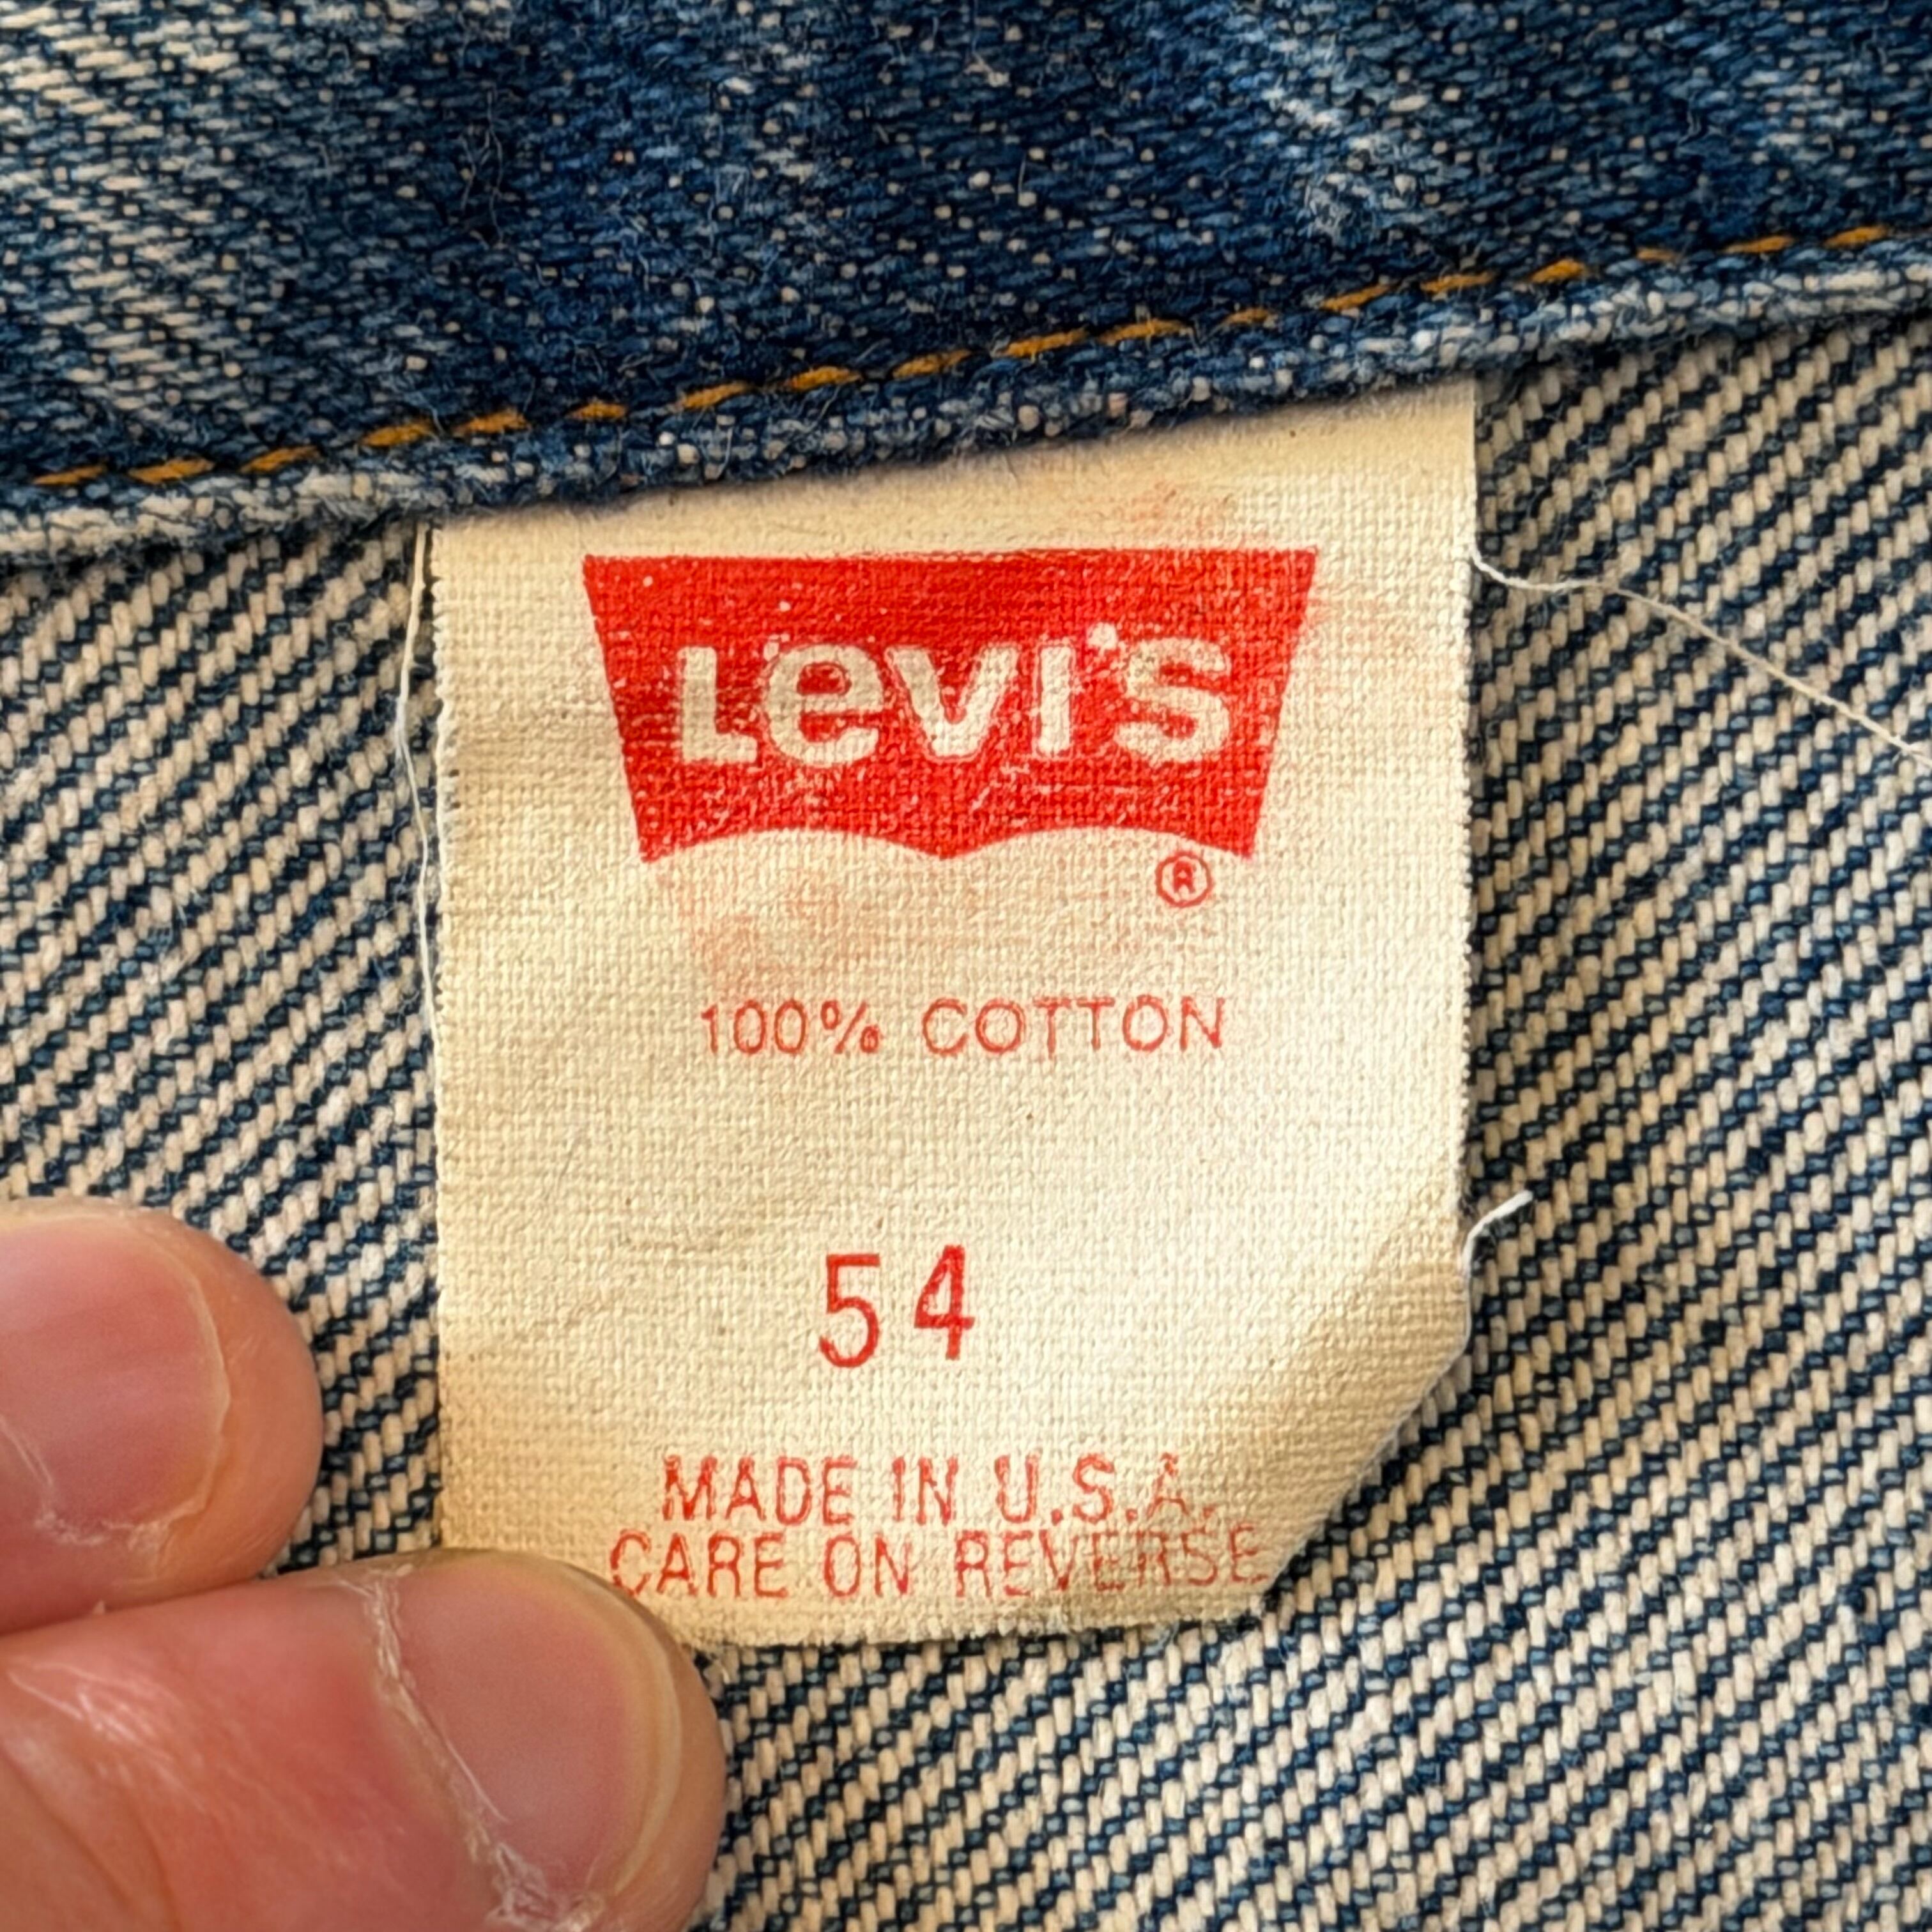 Levi's
®
100% COTTON
54
MADE IN U.S.A.
CARE ON REVERSE